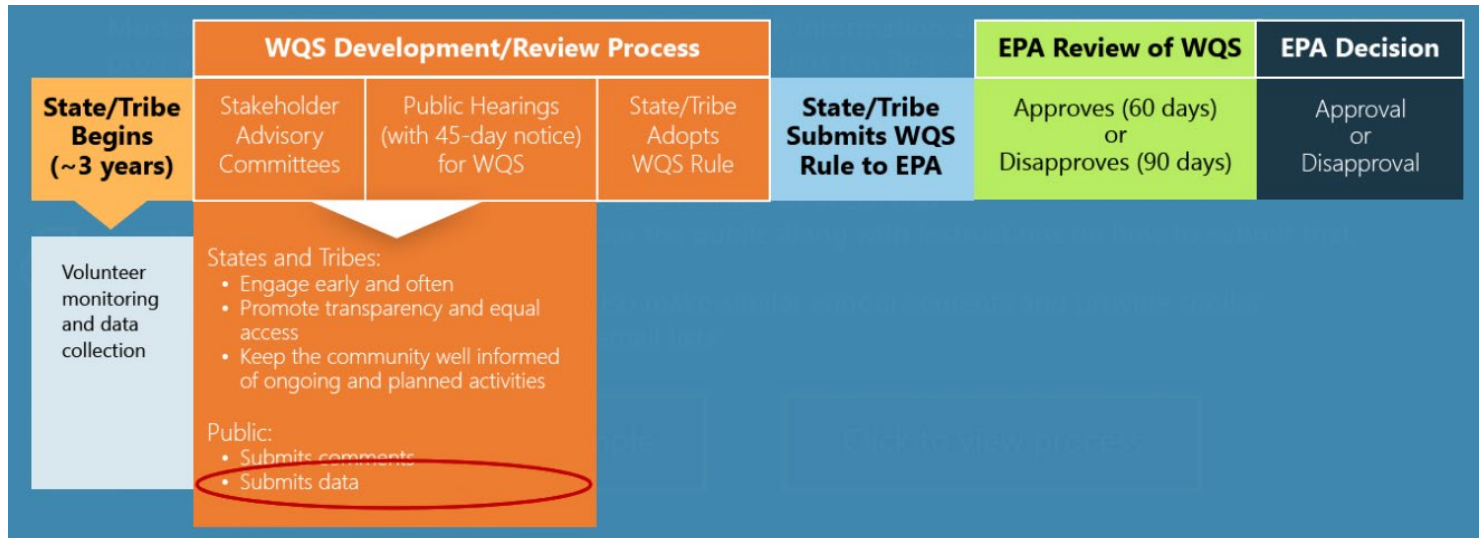 WQS Development/Review Process
EPA Review of WQS
EPA Decision
State/Tribe
Begins
(~3 years)
Stakeholder
Advisory
Committees
Public Hearings
(with 45-day notice)
for WQS
State/Tribe
Adopts
WQS Rule
State/Tribe
Submits WQS
Rule to EPA
Approves (60 days)
or
Disapproves (90 days)
Approval
or
Disapproval
Volunteer
monitoring
and data
collection
States and Tribes:
• Engage early and often
• Promote transparency and equal
access
• Keep the community well informed
of ongoing and planned activities
Public:
• Submits comments
• Submits data
Click to view process